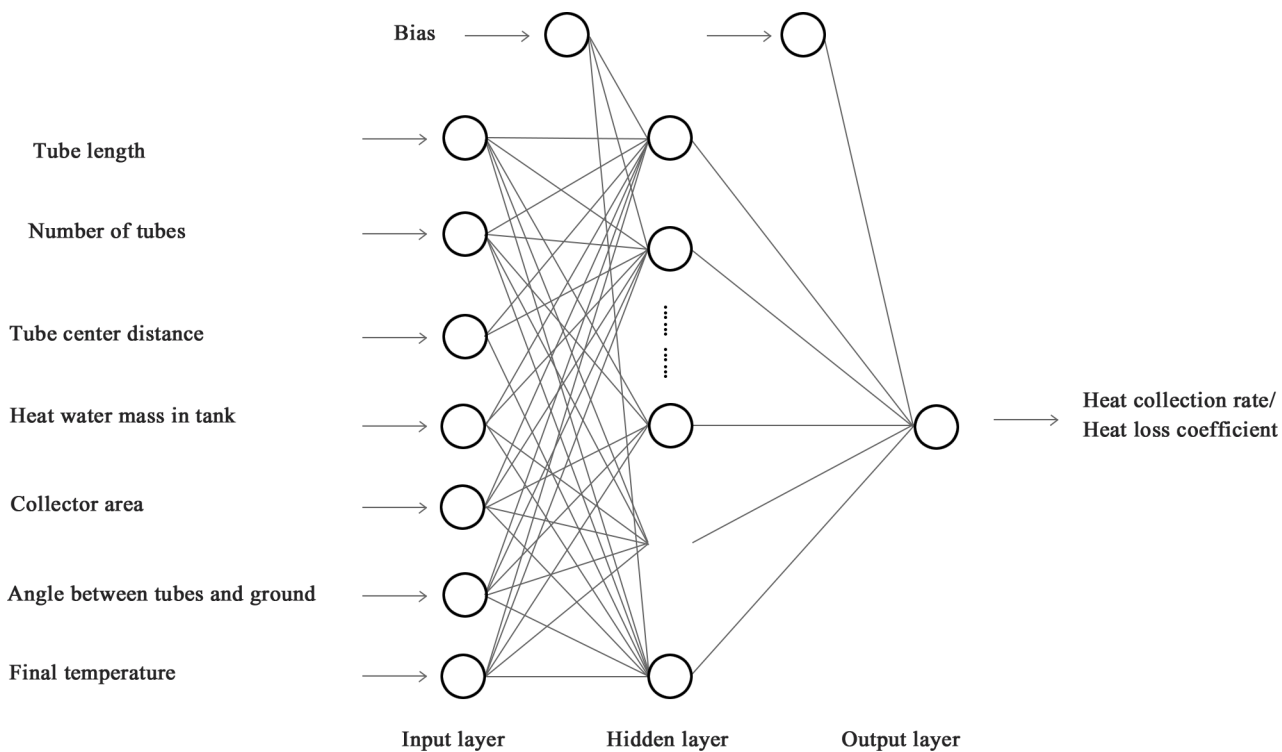 Bias
Tube length
Number of tubes
Tube center distance
Heat water mass in tank
Collector area
Angle between tubes and ground
Final temperature
Heat collection rate/
Heat loss coefficient
Input layer
Hidden layer
Output layer